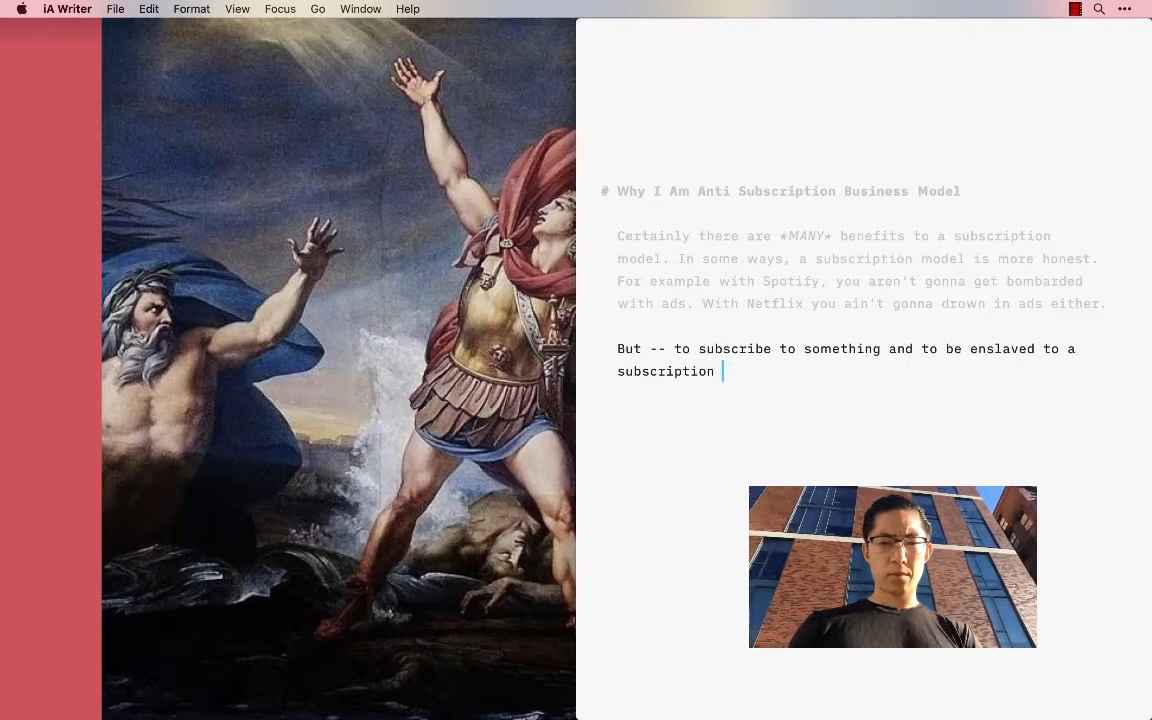 iA Writer File Edit Format View Focus Go Window Help
# Why I Am Anti Subscription Business Model
Certainly there are *MANY* benefits to a subscription
model. In some ways, a subscription model is more honest.
For example with Spotify, you aren't gonna get bombarded
with ads. With Netflix you ain't gonna drown in ads either.
But -- to subscribe to something and to be enslaved to a
subscription